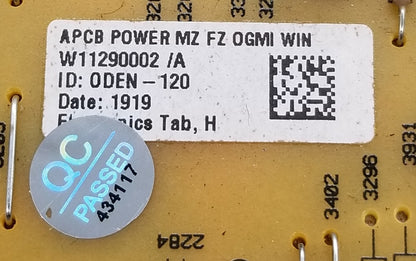 3290
APCB POWER MZ FZ OGMI WIN
W11290002 /A
ID: ODEN-120
Date: 1919
Tab, H
QC
PASSED
434117
3402
3296
3931
2284